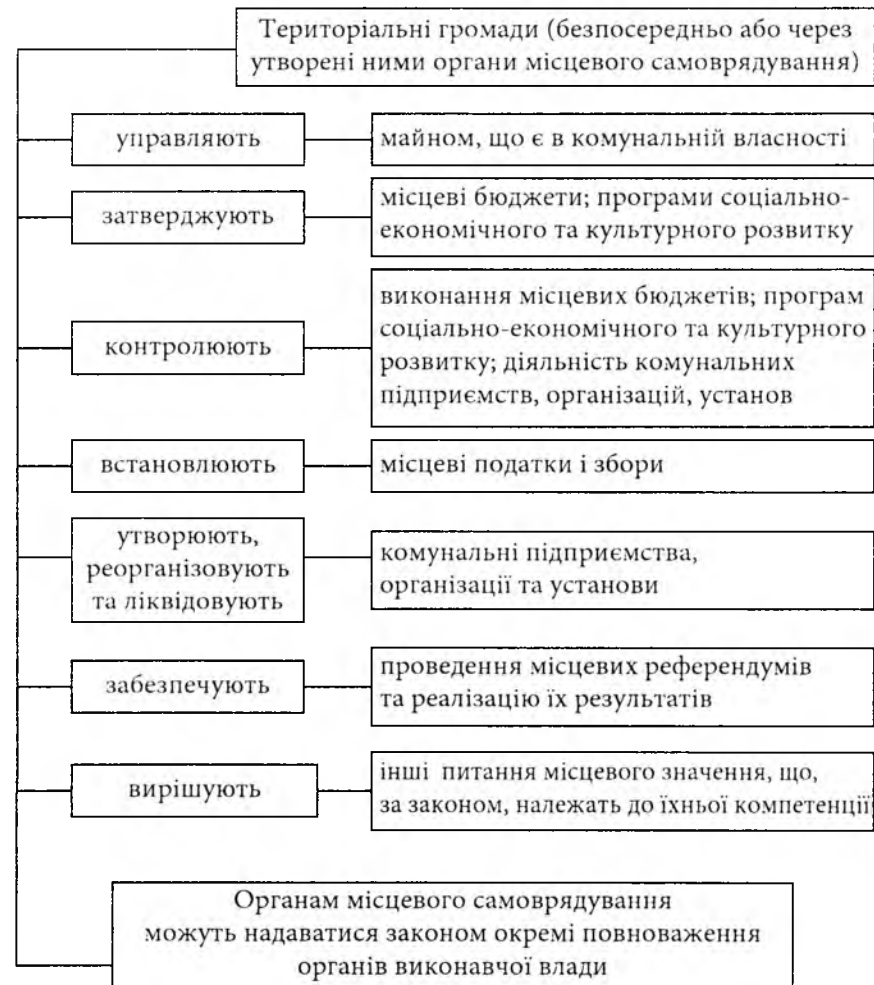 Територіальні громади (безпосередньо або через
утворені ними органи місцевого самоврядування)
управляють
майном, що є в комунальній власності
затверджують
місцеві бюджети; програми соціально-
економічного та культурного розвитку
контролюють
виконання місцевих бюджетів; програм
соціально-економічного та культурного
розвитку; діяльність комунальних
підприємств, організацій, установ
встановлюють
місцеві податки і збори
утворюють,
реорганізовують
та ліквідовують
комунальні підприємства,
організації та установи
забезпечують
проведення місцевих референдумів
та реалізацію їх результатів
вирішують
інші питання місцевого значення, що,
за законом, належать до їхньої компетенції
Органам місцевого самоврядування
можуть надаватися законом окремі повноваження
органів виконавчої влади